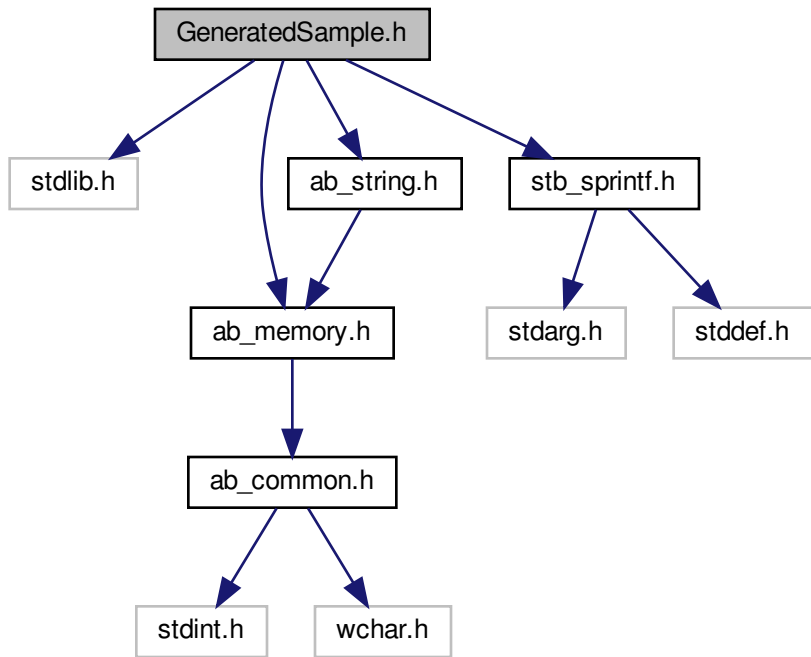 GeneratedSample.h
stdlib.h
ab_string.h
stb_sprintf.h
ab_memory.h
stdarg.h
stddef.h
ab_common.h
stdint.h
wchar.h